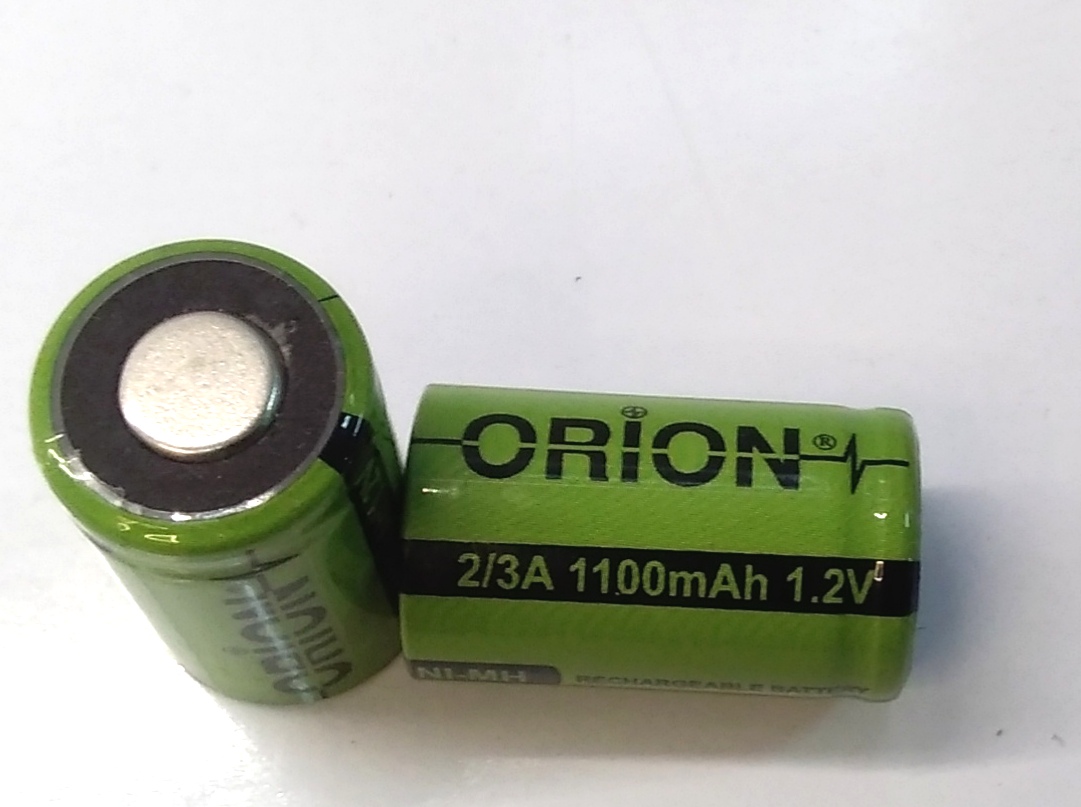 ORION®
2/3A 1100mAh 1.2V
NI-MH RECHARGEABLE BATTERY